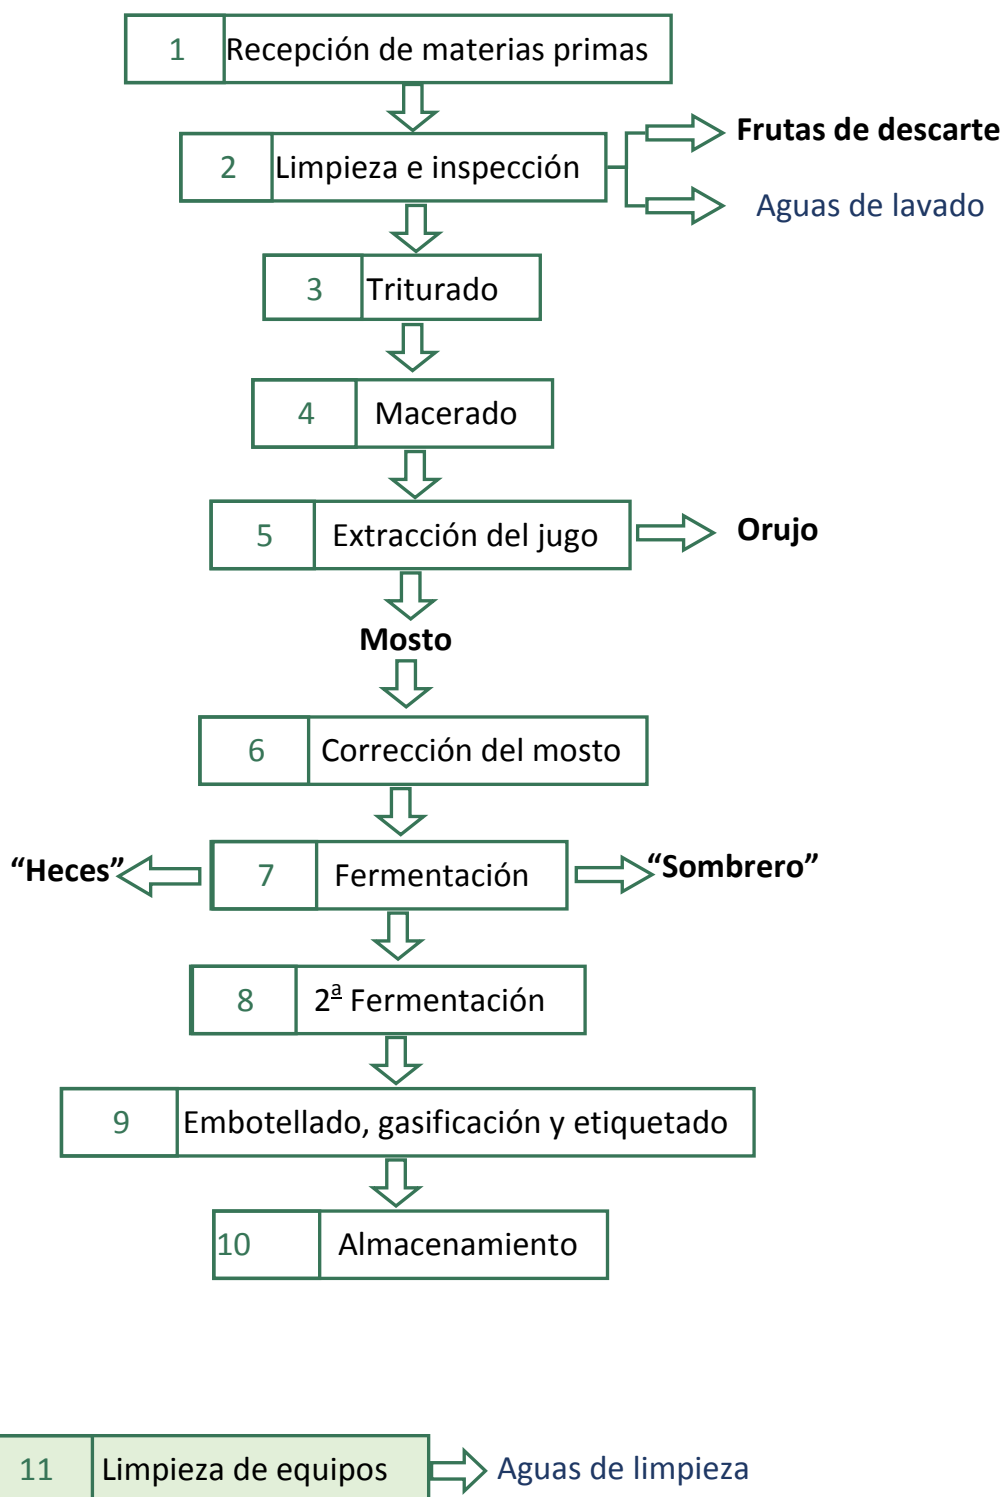 1 Recepción de materias primas
Frutas de descarte
2 Limpieza e inspección
Aguas de lavado
3 Triturado
4 Macerado
5 Extracción del jugo
Orujo
Mosto
6 Corrección del mosto
“Heces”
7 Fermentación
“Sombrero”
8 2ª Fermentación
9 Embotellado, gasificación y etiquetado
10 Almacenamiento
11 Limpieza de equipos
Aguas de limpieza